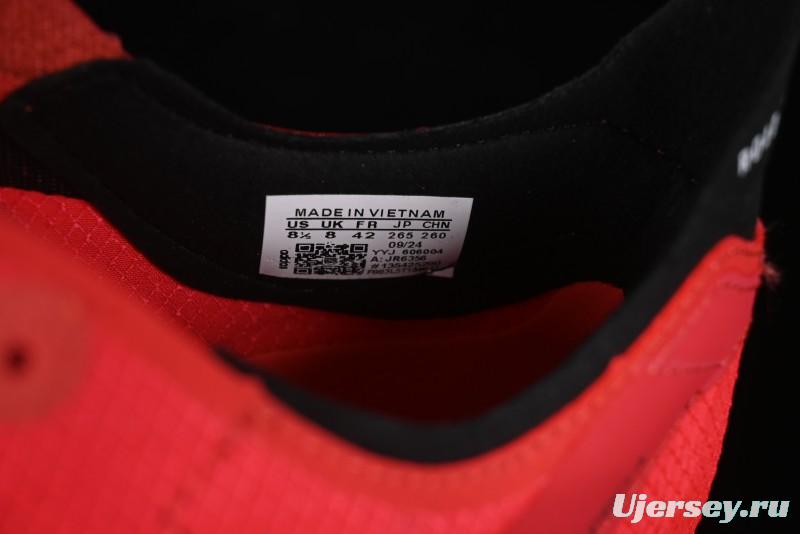 MADE IN VIETNAM
US UK FR JP CHN
8½ 8 42 265 260
09/24
YYJ 606004
A: JR6356
Ujersey.ru